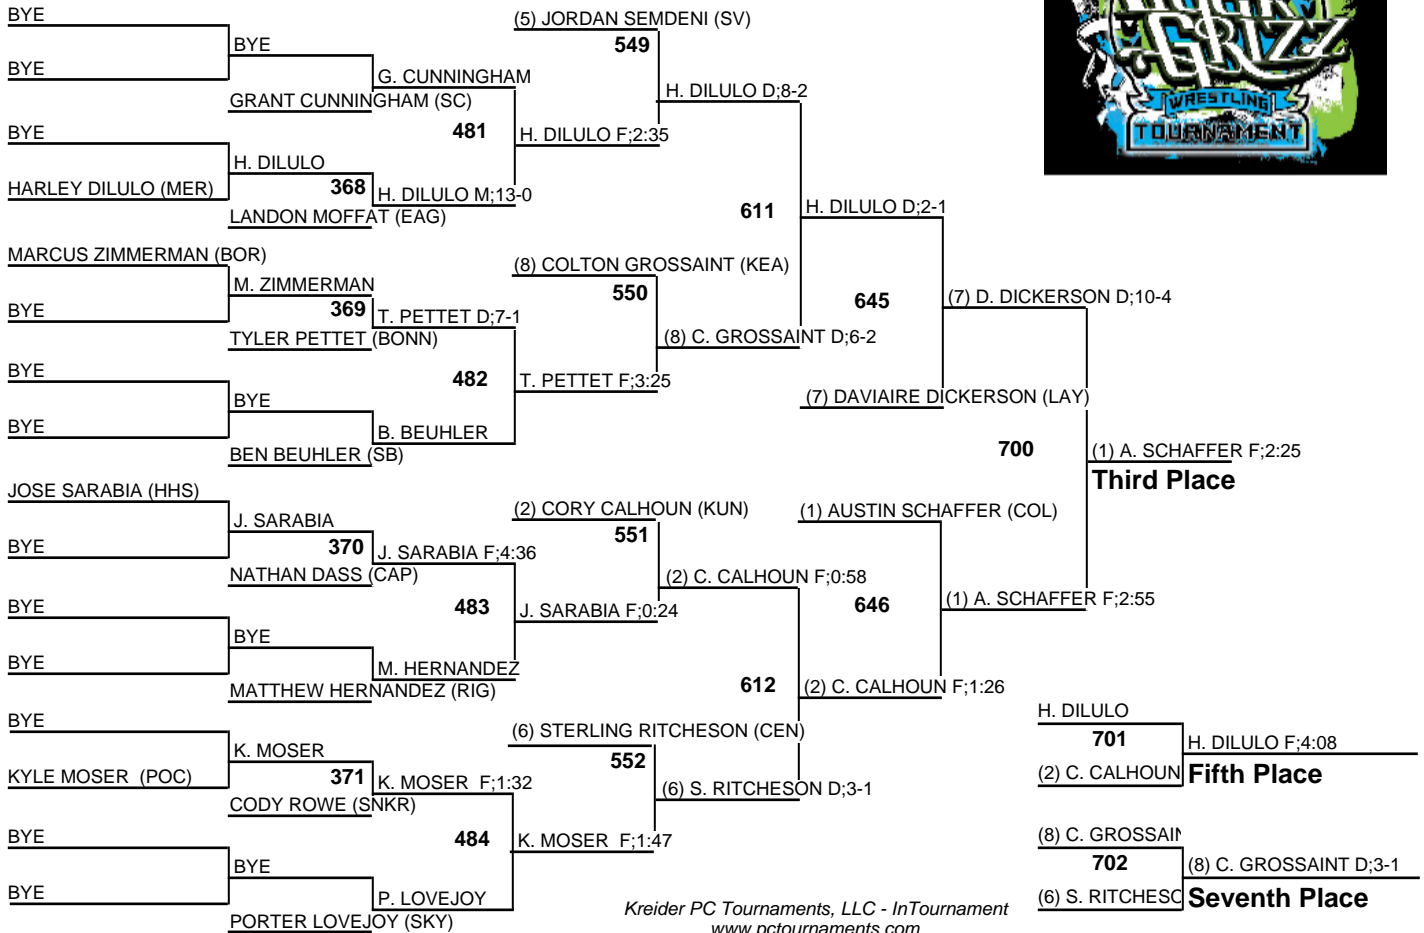 BYE
BYE
BYE
G. CUNNINGHAM
GRANT CUNNINGHAM (SC)
481
BYE
HARLEY DILULO (MER)
H. DILULO
368
H. DILULO M;13-0
LANDON MOFFAT (EAG)
H. DILULO F;2:35
(5) JORDAN SEMDENI (SV)
549
H. DILULO D;8-2
611
MARCUS ZIMMERMAN (BOR)
BYE
M. ZIMMERMAN
369
T. PETTET D;7-1
TYLER PETTET (BONN)
482
BYE
BYE
BYE
B. BEUHLER
BEN BEUHLER (SB)
T. PETTET F;3:25
(8) COLTON GROSSAINT (KEA)
550
(8) C. GROSSAINT D;6-2
H. DILULO D;2-1
645
(7) DAVIAIRE DICKERSON (LAY)
(7) D. DICKERSON D;10-4
700
JOSE SARABIA (HHS)
BYE
J. SARABIA
370
J. SARABIA F;4:36
NATHAN DASS (CAP)
483
BYE
BYE
BYE
M. HERNANDEZ
MATTHEW HERNANDEZ (RIG)
J. SARABIA F;0:24
(2) CORY CALHOUN (KUN)
551
(2) C. CALHOUN F;0:58
612
BYE
KYLE MOSER (POC)
K. MOSER
371
K. MOSER F;1:32
CODY ROWE (SNKR)
484
BYE
BYE
BYE
P. LOVEJOY
PORTER LOVEJOY (SKY)
K. MOSER F;1:47
(6) STERLING RITCHESON (CEN)
552
(6) S. RITCHESON D;3-1
(2) C. CALHOUN F;1:26
(1) AUSTIN SCHAFFER (COL)
646
(1) A. SCHAFFER F;2:55
(1) A. SCHAFFER F;2:25
Third Place
H. DILULO
701
(2) C. CALHOUN
H. DILULO F;4:08
Fifth Place
(8) C. GROSSAIN
702
(6) S. RITCHESO
(8) C. GROSSAINT D;3-1
Seventh Place
GRIZZ
WRESTLING
TOURNAMENT
Kreider PC Tournaments, LLC - InTournament
www.pctournaments.com